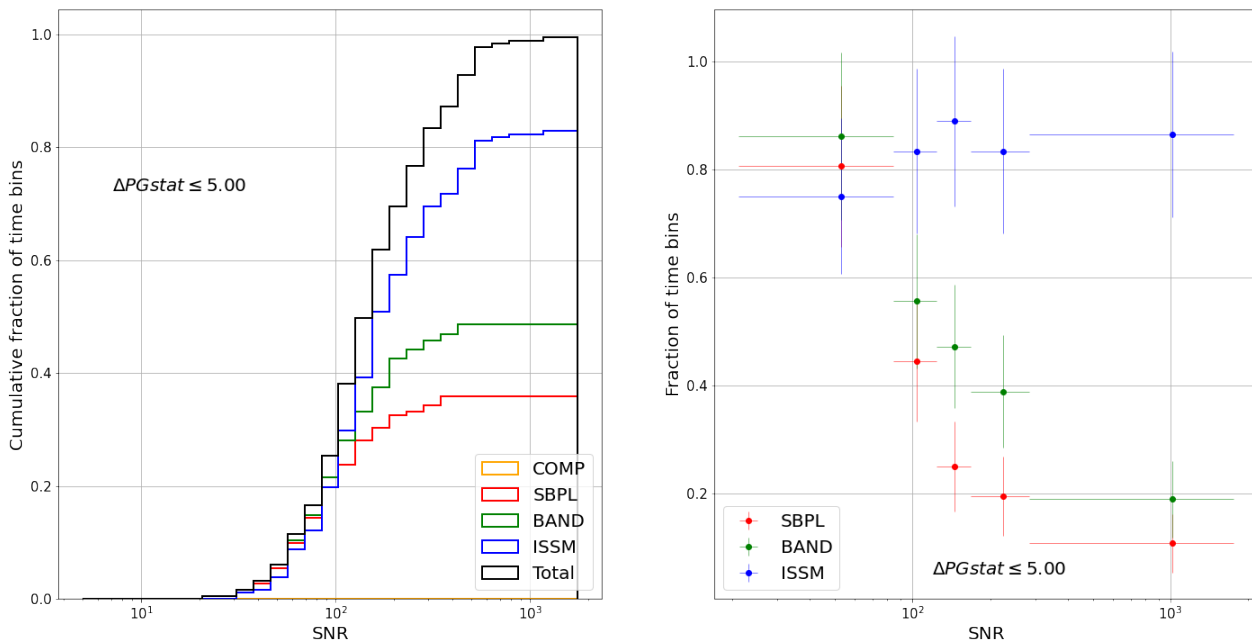 1.0
0.8
0.6
0.4
0.2
0.0
Cumulative fraction of time bins
ΔPGstat ≤ 5.00
COMP
SBPL
BAND
ISSM
Total
10¹
10²
10³
SNR
1.0
0.8
0.6
0.4
0.2
Fraction of time bins
SBPL
BAND
ISSM
ΔPGstat ≤ 5.00
10²
10³
SNR